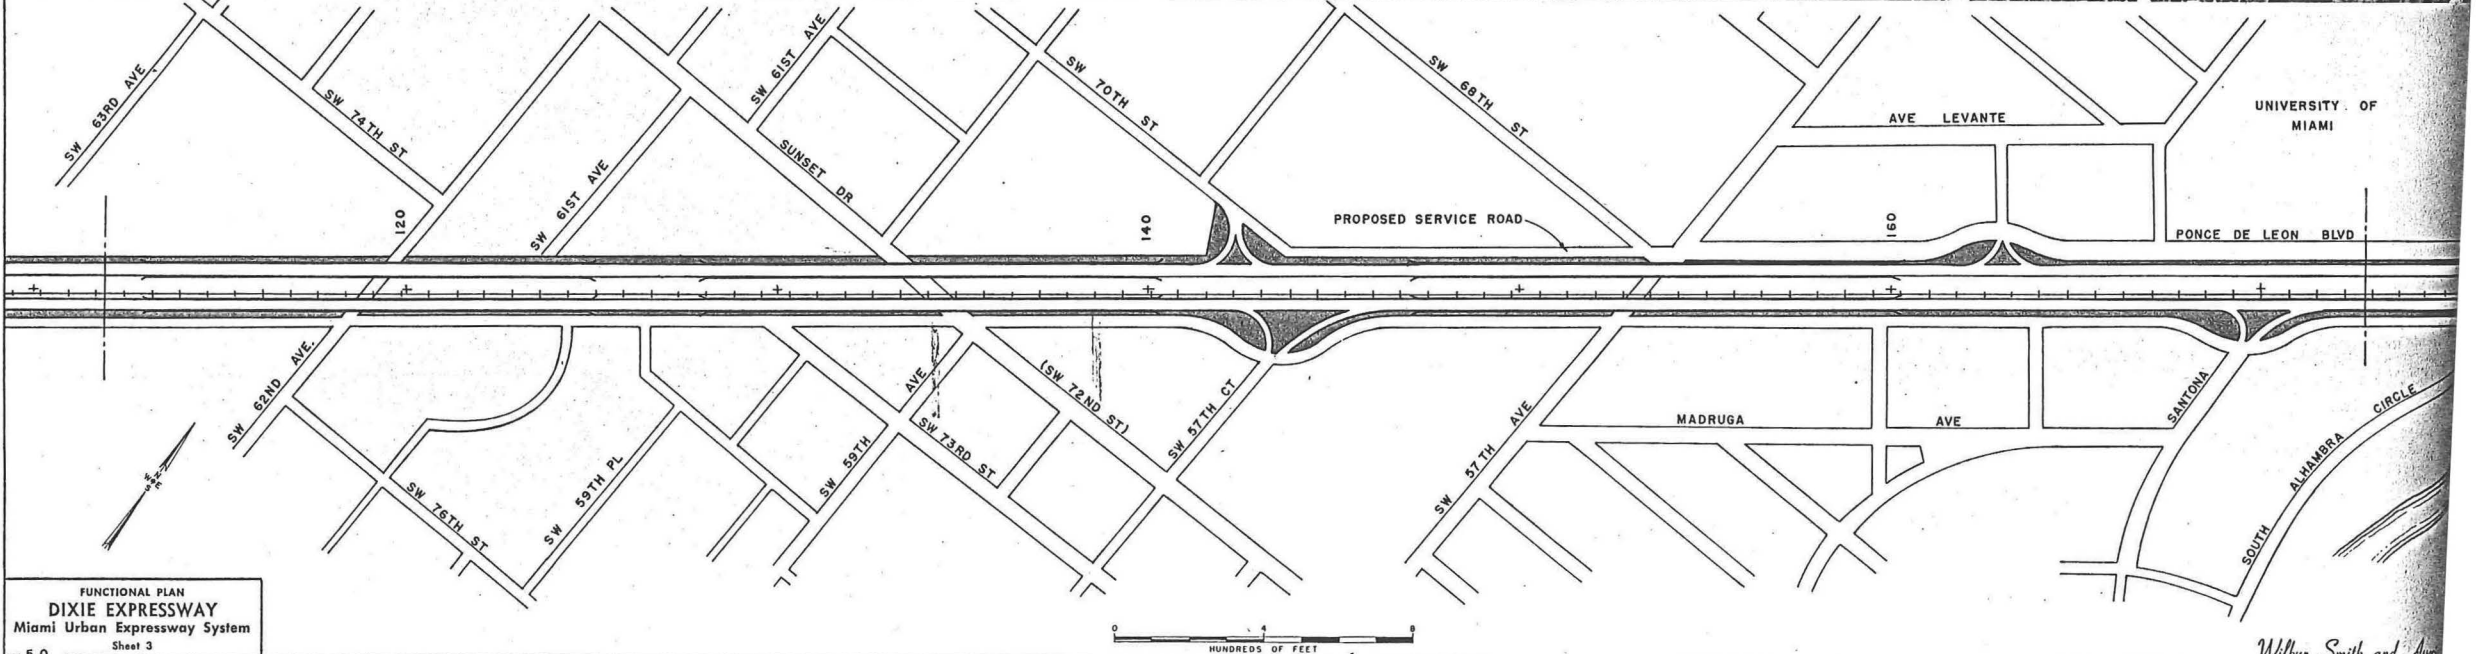 SW 63RD AVE
SW 74TH ST
120
SW 61ST AVE
SW 61ST AVE
SUNSET DR
SW 70TH ST
140
SW 68TH ST
PROPOSED SERVICE ROAD
AVE LEVANTE
160
UNIVERSITY OF
MIAMI
PONCE DE LEON BLVD
SW 62ND AVE.
SW 76TH ST
SW 59TH PL
SW 59TH AVE
SW 73RD ST
(SW 72ND ST)
SW 57TH CT
SW 57TH AVE
MADRUGA AVE
SANTONA
SOUTH ALHAMBRA CIRCLE
N
W E
S
FUNCTIONAL PLAN
DIXIE EXPRESSWAY
Miami Urban Expressway System
Sheet 3
0 4 8
HUNDREDS OF FEET
Wilbur Smith and